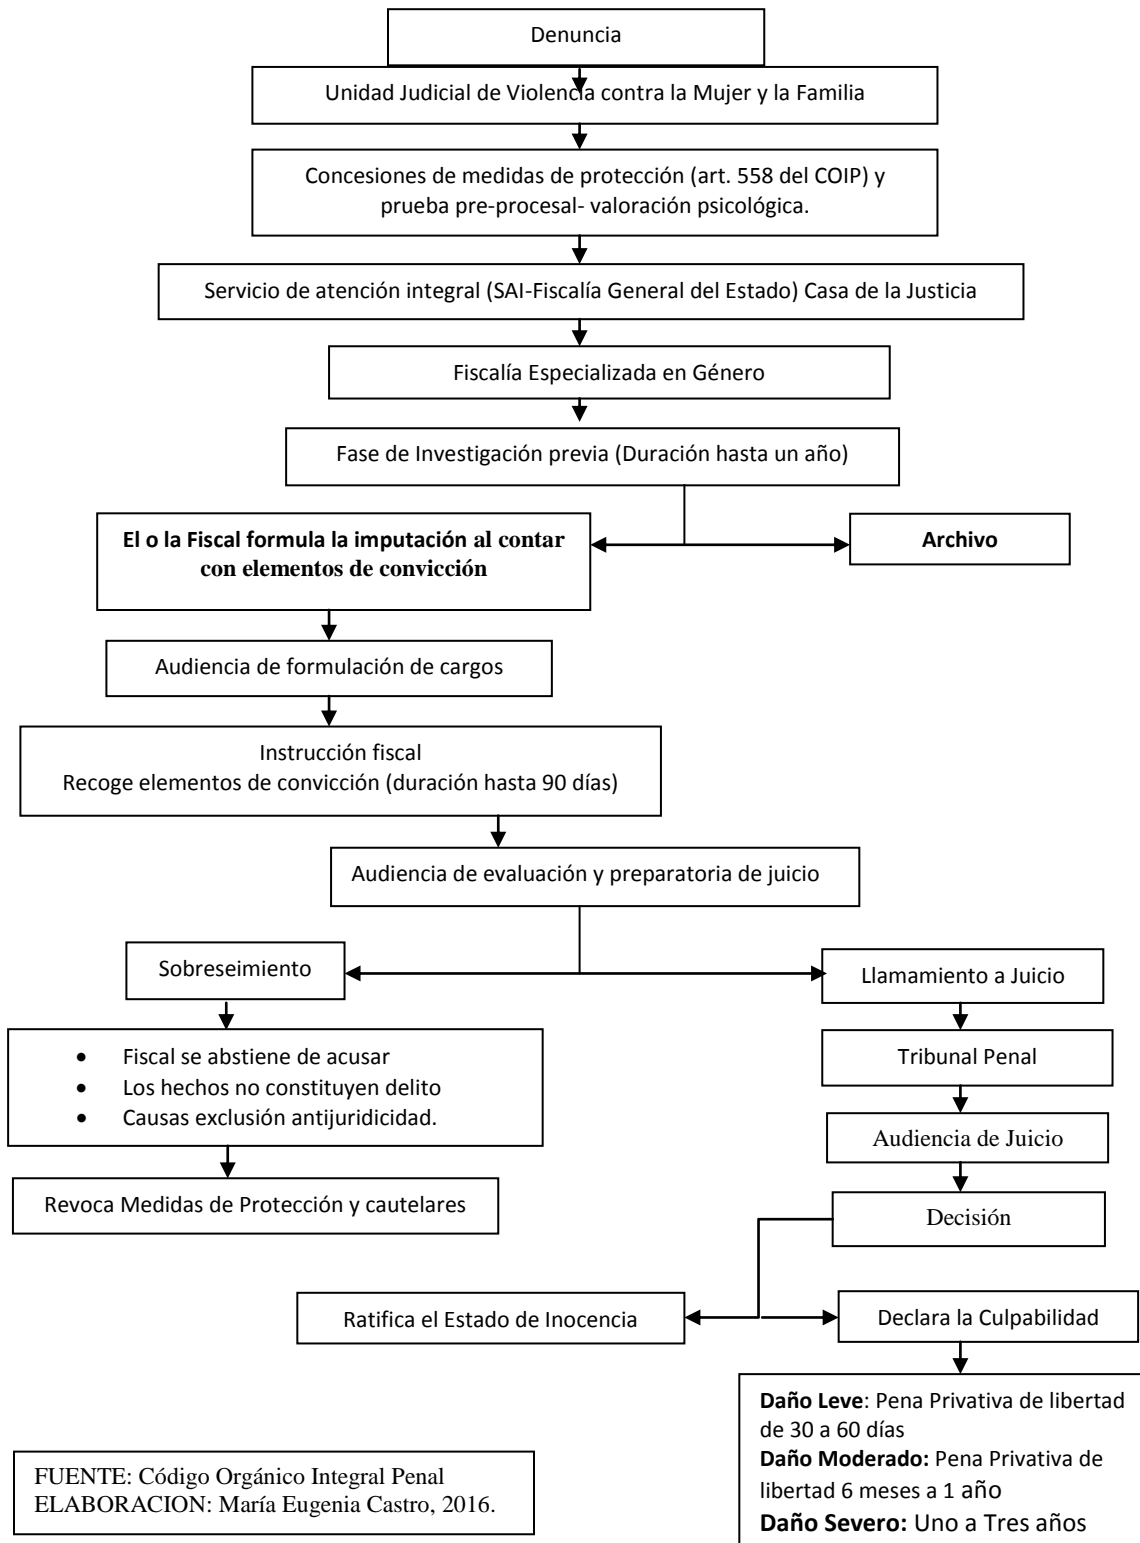 Denuncia
Unidad Judicial de Violencia contra la Mujer y la Familia
Concesiones de medidas de protección (art. 558 del COIP) y
prueba pre-procesal- valoración psicológica.
Servicio de atención integral (SAI-Fiscalía General del Estado) Casa de la Justicia
Fiscalía Especializada en Género
Fase de Investigación previa (Duración hasta un año)
El o la Fiscal formula la imputación al contar
con elementos de convicción
Archivo
Audiencia de formulación de cargos
Instrucción fiscal
Recoge elementos de convicción (duración hasta 90 días)
Audiencia de evaluación y preparatoria de juicio
Sobreseimiento
Llamamiento a Juicio
• Fiscal se abstiene de acusar
• Los hechos no constituyen delito
• Causas exclusión antijuridicidad.
Tribunal Penal
Audiencia de Juicio
Revoca Medidas de Protección y cautelares
Decisión
Ratifica el Estado de Inocencia
Declara la Culpabilidad
Daño Leve: Pena Privativa de libertad
de 30 a 60 días
Daño Moderado: Pena Privativa de
libertad 6 meses a 1 año
Daño Severo: Uno a Tres años
FUENTE: Código Orgánico Integral Penal
ELABORACION: María Eugenia Castro, 2016.